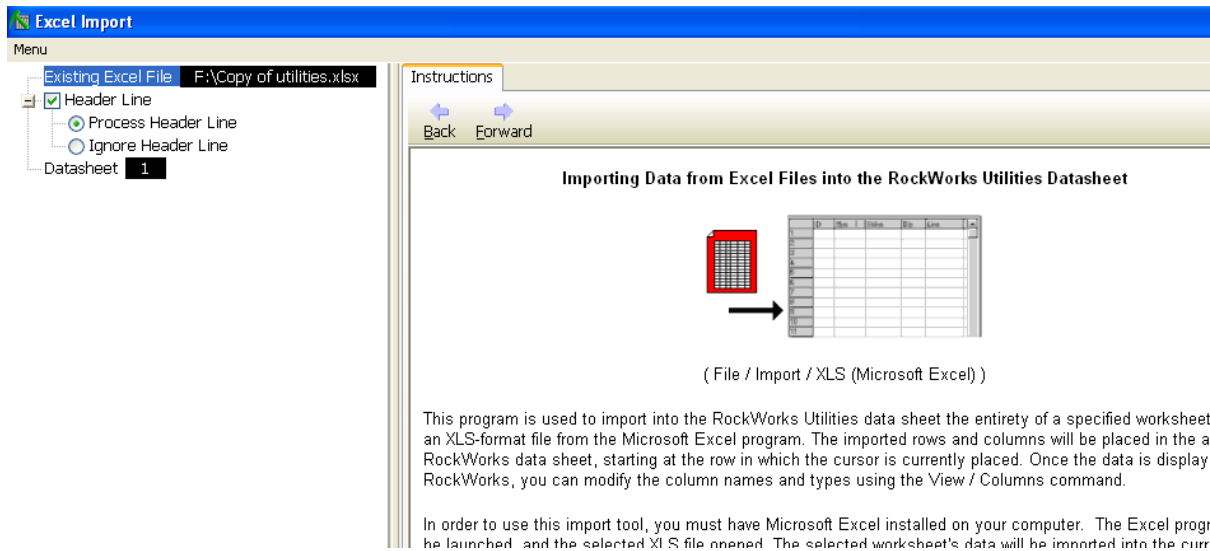 Excel Import
Menu
Existing Excel File F:\Copy of utilities.xlsx
Header Line
Process Header Line
Ignore Header Line
Datasheet 1
Instructions
Back Forward
Importing Data from Excel Files into the RockWorks Utilities Datasheet
( File / Import / XLS (Microsoft Excel) )
This program is used to import into the RockWorks Utilities data sheet the entirety of a specified worksheet
an XLS-format file from the Microsoft Excel program. The imported rows and columns will be placed in the a
RockWorks data sheet, starting at the row in which the cursor is currently placed. Once the data is display
RockWorks, you can modify the column names and types using the View / Columns command.
In order to use this import tool, you must have Microsoft Excel installed on your computer. The Excel progr
be launched, and the selected XLS file opened. The selected worksheet's data will be imported into the curr